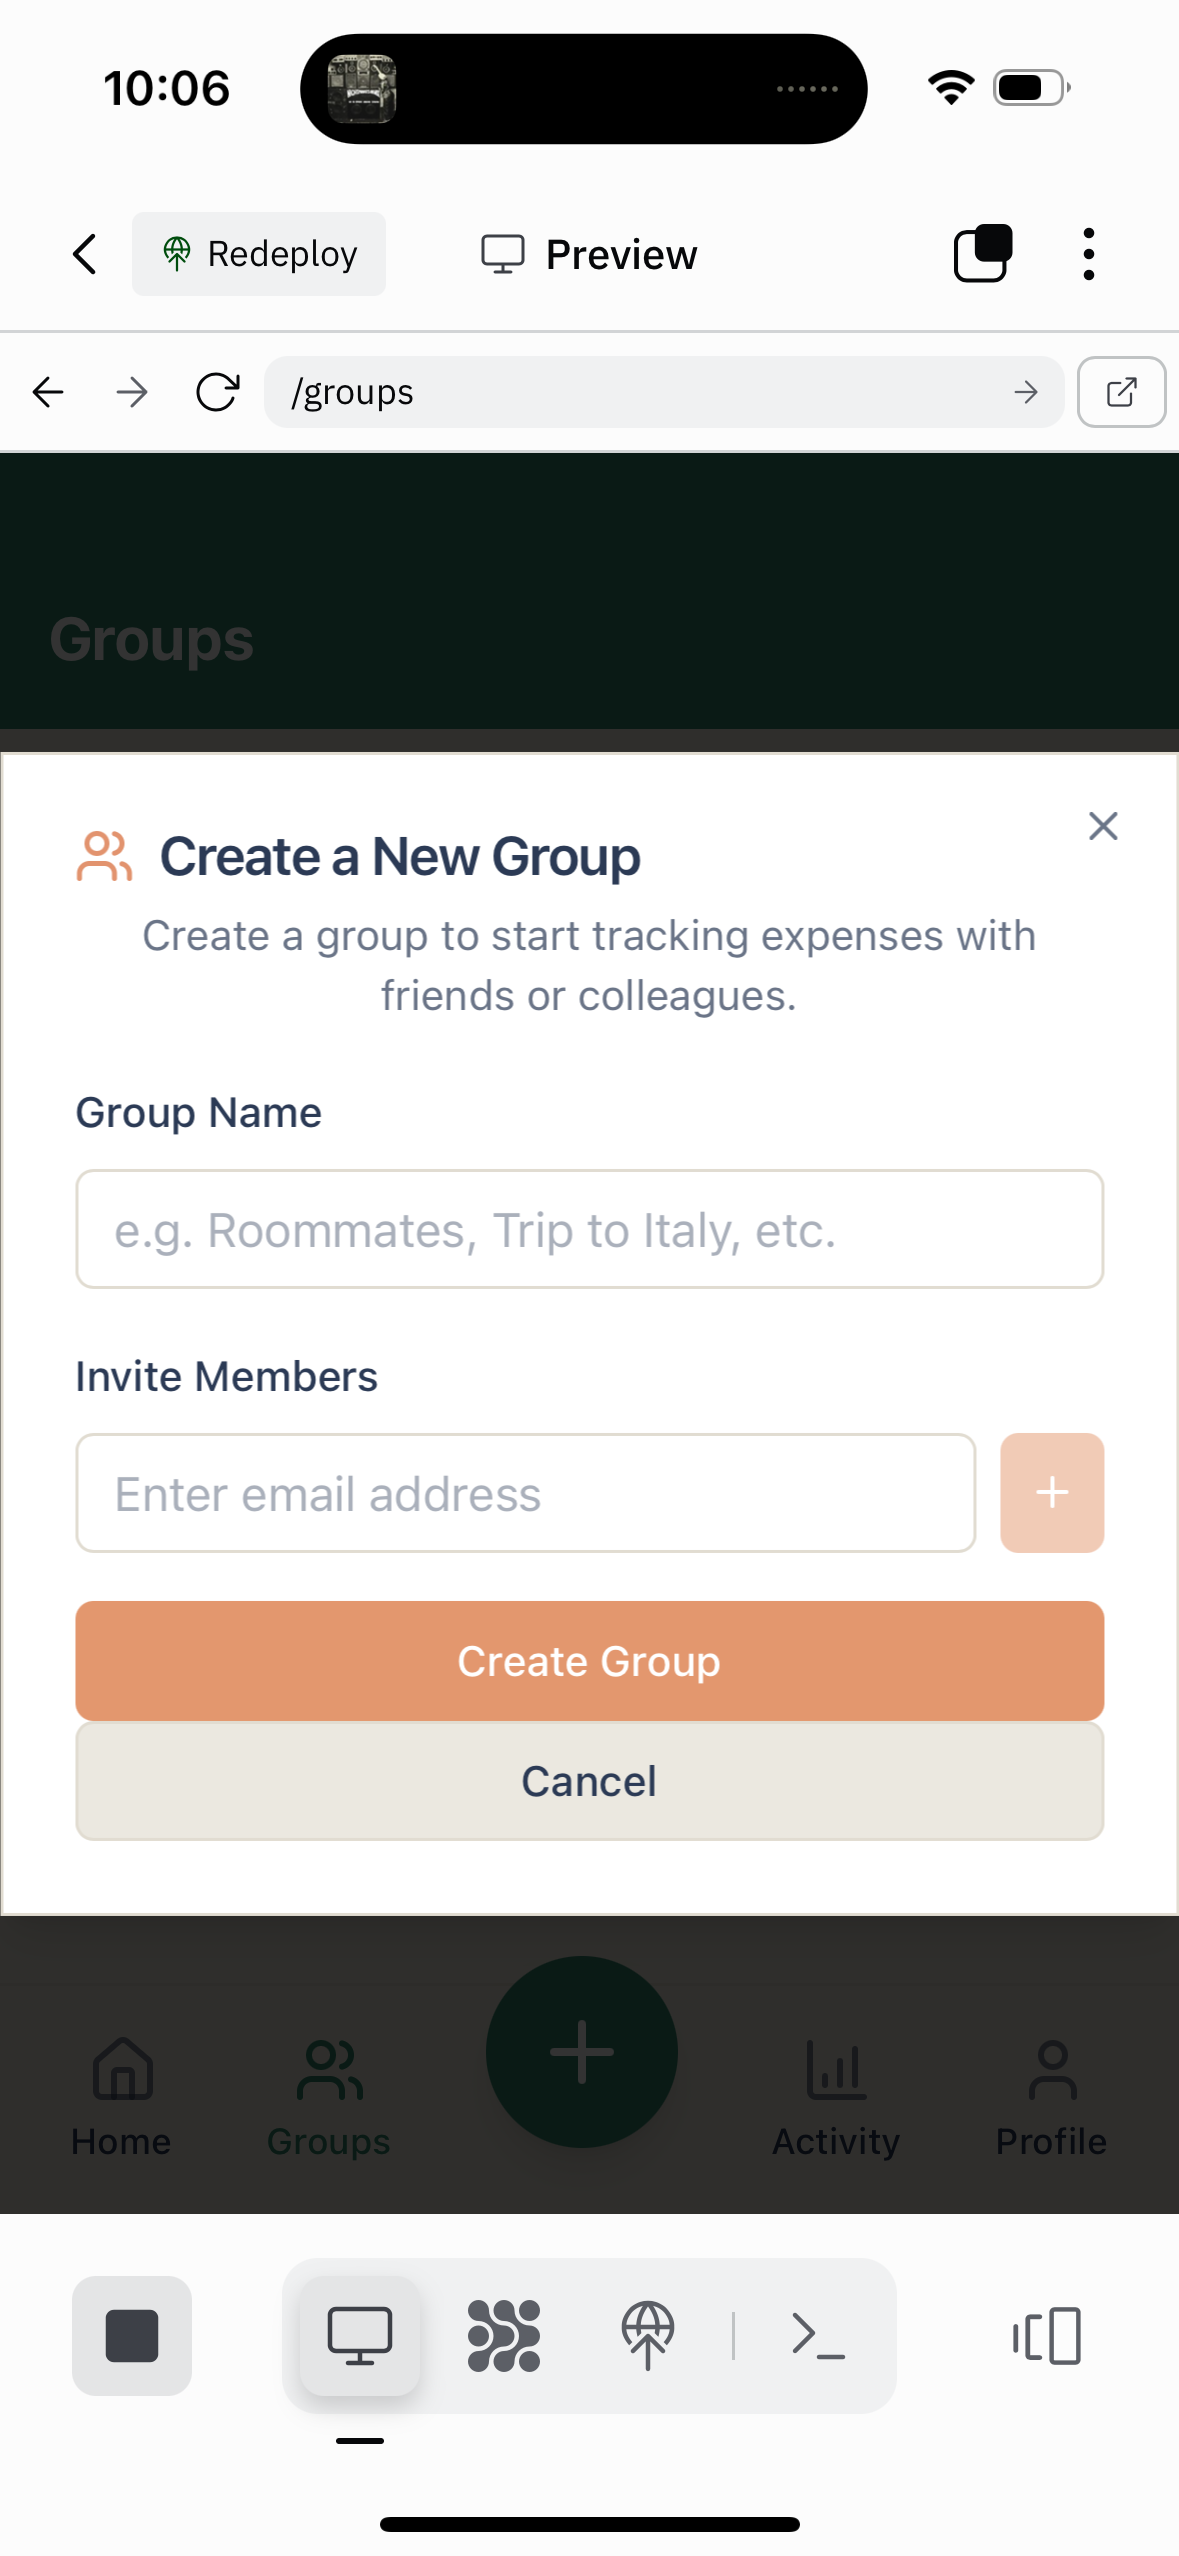 10:06
Redeploy
Preview
/groups
Groups
Create a New Group
Create a group to start tracking expenses with
friends or colleagues.
Group Name
e.g. Roommates, Trip to Italy, etc.
Invite Members
Enter email address
Create Group
Cancel
Home
Groups
Activity
Profile